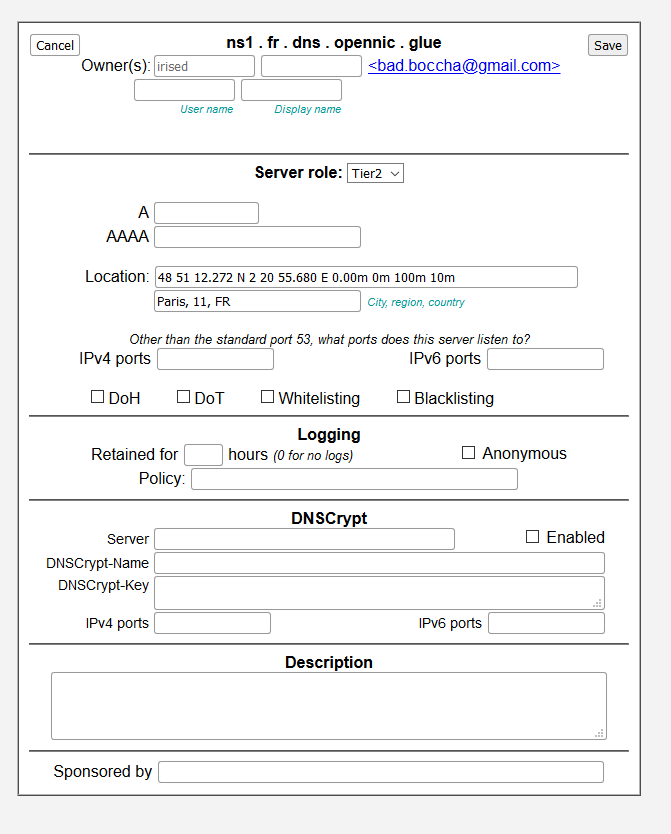 Cancel
ns1 . fr . dns . opennic . glue
Save
Owner(s): irised <bad.boccha@gmail.com>
User name Display name
Server role: Tier2
A
AAAA
Location: 48 51 12.272 N 2 20 55.680 E 0.00m 0m 100m 10m
Paris, 11, FR City, region, country
Other than the standard port 53, what ports does this server listen to?
IPv4 ports IPv6 ports
DoH DoT Whitelisting Blacklisting
Logging
Retained for hours (0 for no logs) Anonymous
Policy:
DNSCrypt
Server Enabled
DNSCrypt-Name
DNSCrypt-Key
IPv4 ports IPv6 ports
Description
Sponsored by